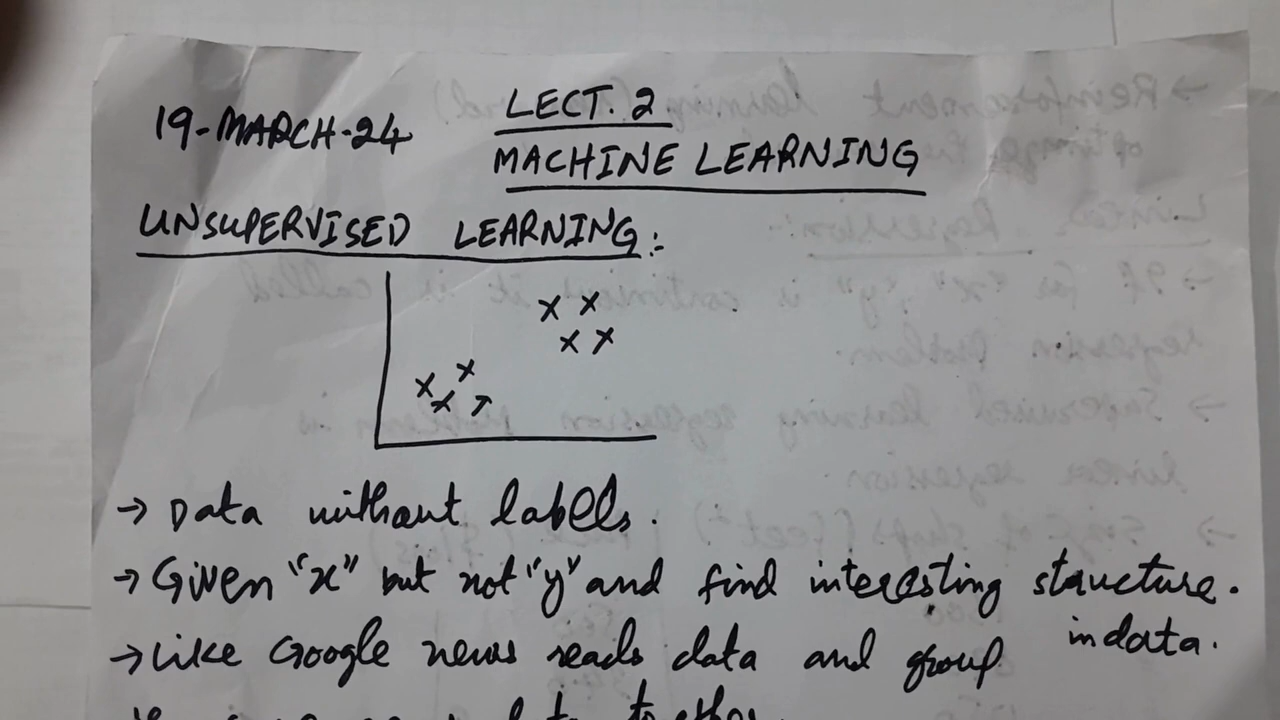 19-MARCH-24
LECT. 2
MACHINE LEARNING
UNSUPERVISED LEARNING:-
→ Data without labels.
→ Given "x" but not "y" and find interesting structure.
in data.
→ Like Google news reads data and group